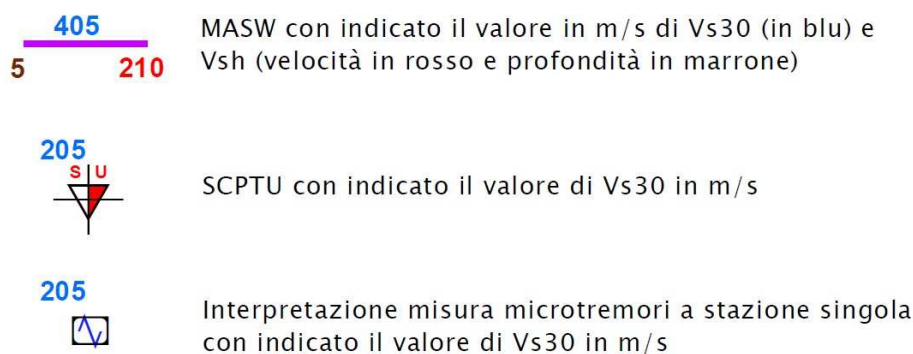 405
MASW con indicato il valore in m/s di Vs30 (in blu) e
5 210
Vsh (velocità in rosso e profondità in marrone)
205
S U
SCPTU con indicato il valore di Vs30 in m/s
205
Interpretazione misura microtremori a stazione singola
con indicato il valore di Vs30 in m/s